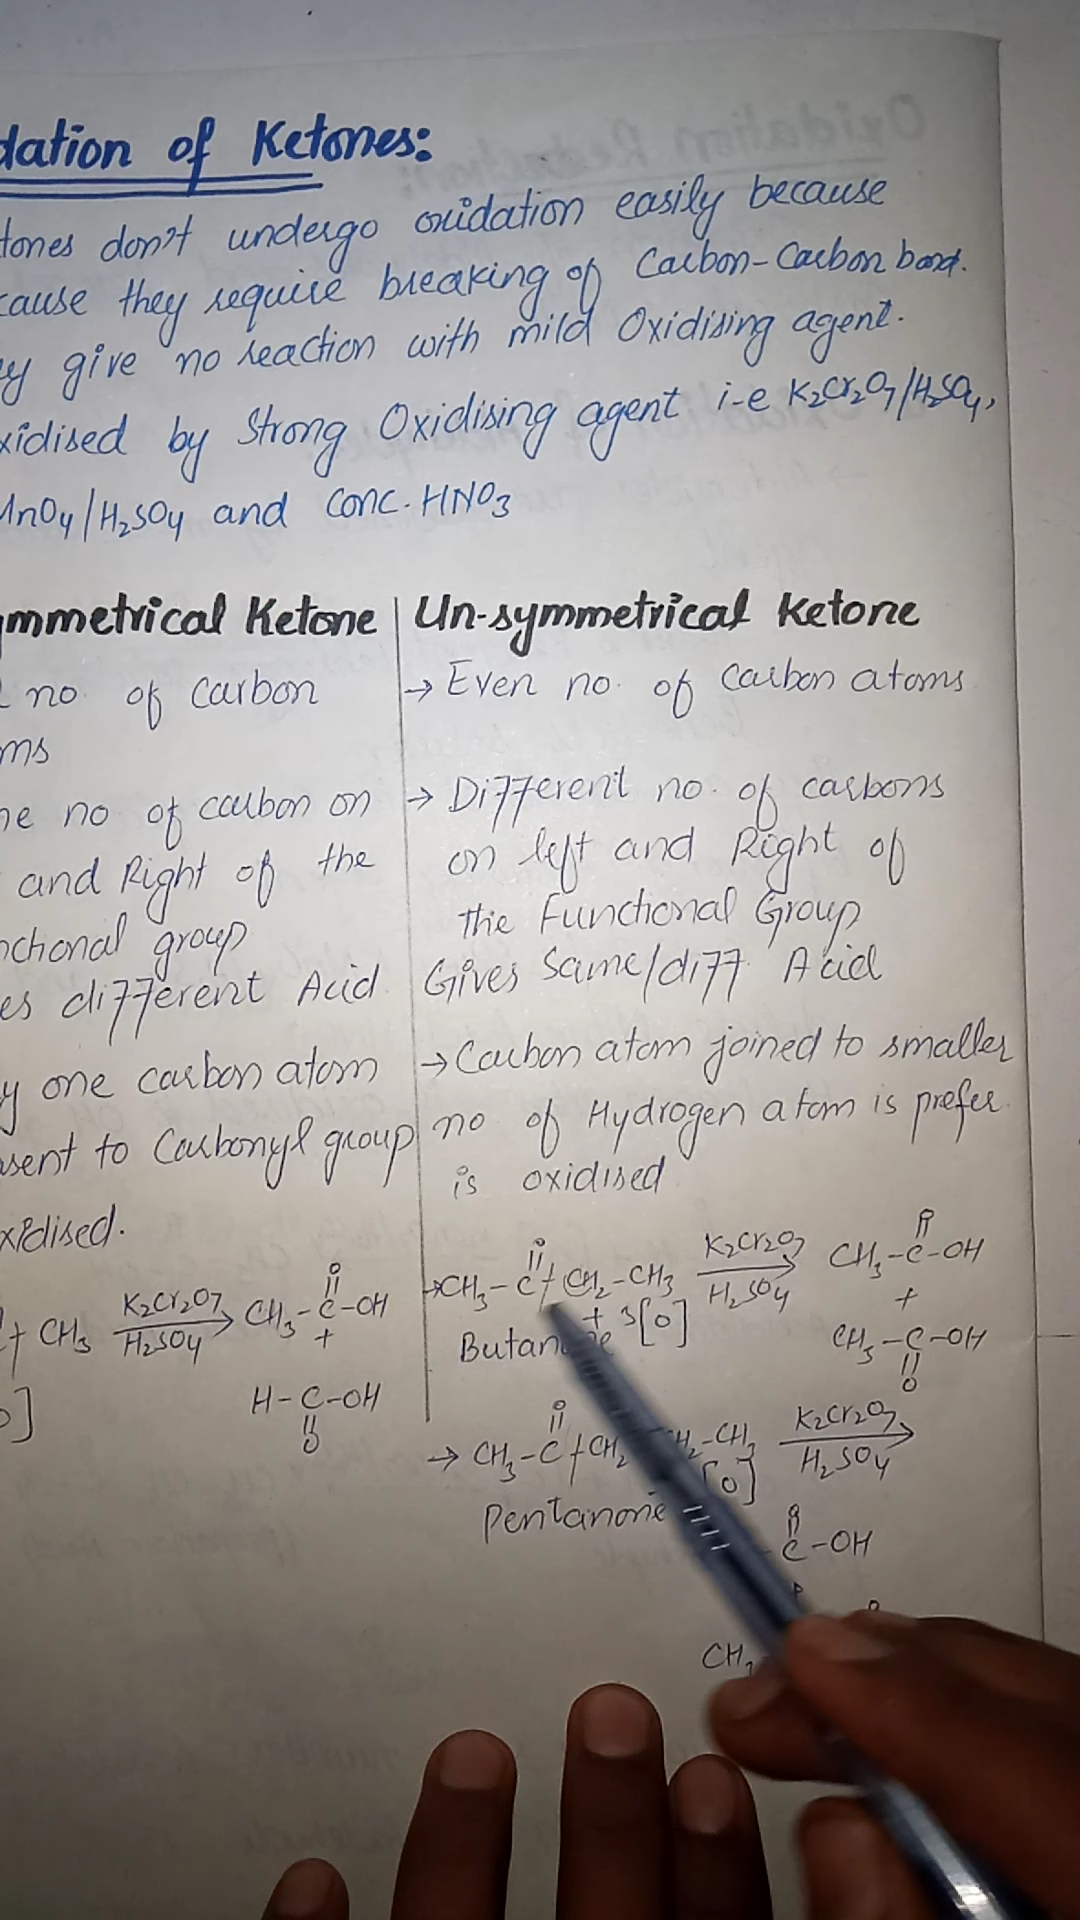 dation of Ketones:
tones don't undergo oxidation easily because
cause they require breaking of Carbon-Carbon bond.
ey give no reaction with mild Oxidising agent.
xidised by Strong Oxidising agent i-e K2Cr2O7/H2SO4,
MnO4/H2SO4 and Conc. HNO3
mmetrical Ketone | Un-symmetrical Ketone
no. of Carbon
ms
ne no of carbon on
and Right of the
nctional group
es different Acid
y one carbon atom
esent to Carbonyl group
xidised.
+ CH3 K2Cr2O7 H2SO4 → CH3-C-OH
O
+
H-C-OH
O
O]
→ Even no. of Carbon atoms
→ Different no. of carbons
on left and Right of
The Functional Group
Gives Same/diff. Acid
→ Carbon atom joined to smaller
no of Hydrogen atom is prefer.
is oxidised
→ CH3-C+CH2-CH3 K2Cr2O7 H2SO4 → CH3-C-OH
+ 3[O]
+
CH3-C-OH
O
→ CH3-C+CH2 H2-CH3 K2Cr2O7 H2SO4 →
[O]
Pentanone
C-OH
CH3